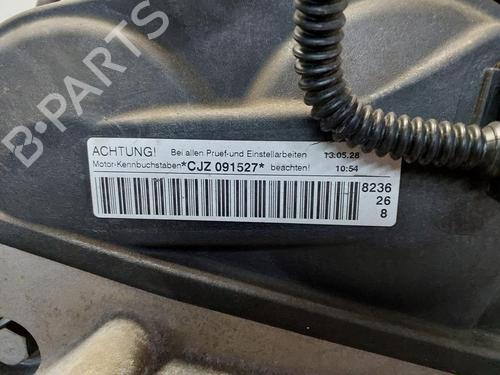 ACHTUNG! Bei allen Pruef-und Einstellarbeiten 13.05.28
Motor-Kennbuchstaben *CJZ 091527* beachten! 10:54
8236
26
8
B-PARTS